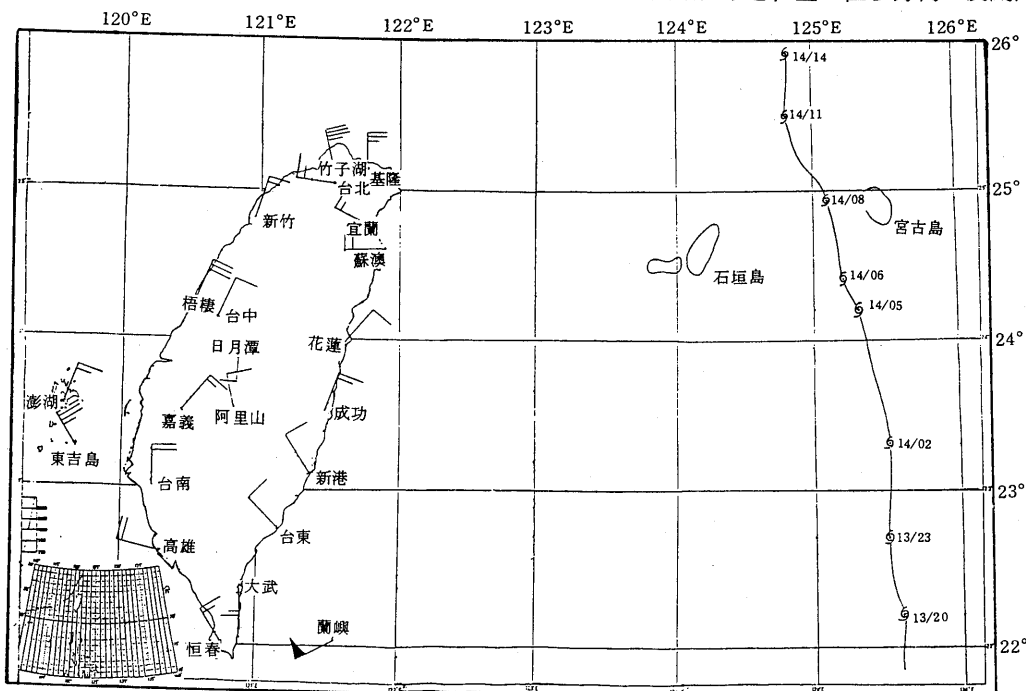 120°E 121°E 122°E 123°E 124°E 125°E 126°E
26°
14/14
14/11
竹子湖
基隆
台北
25°
14/08
新竹
宜蘭
宮古島
蘇澳
石垣島
14/06
梧棲
台中
14/05
日月潭
花蓮
24°
澎湖
嘉義
阿里山
成功
14/02
東吉島
台南
新港
23°
台東
13/23
高雄
大武
13/20
蘭嶼
恒春
22°